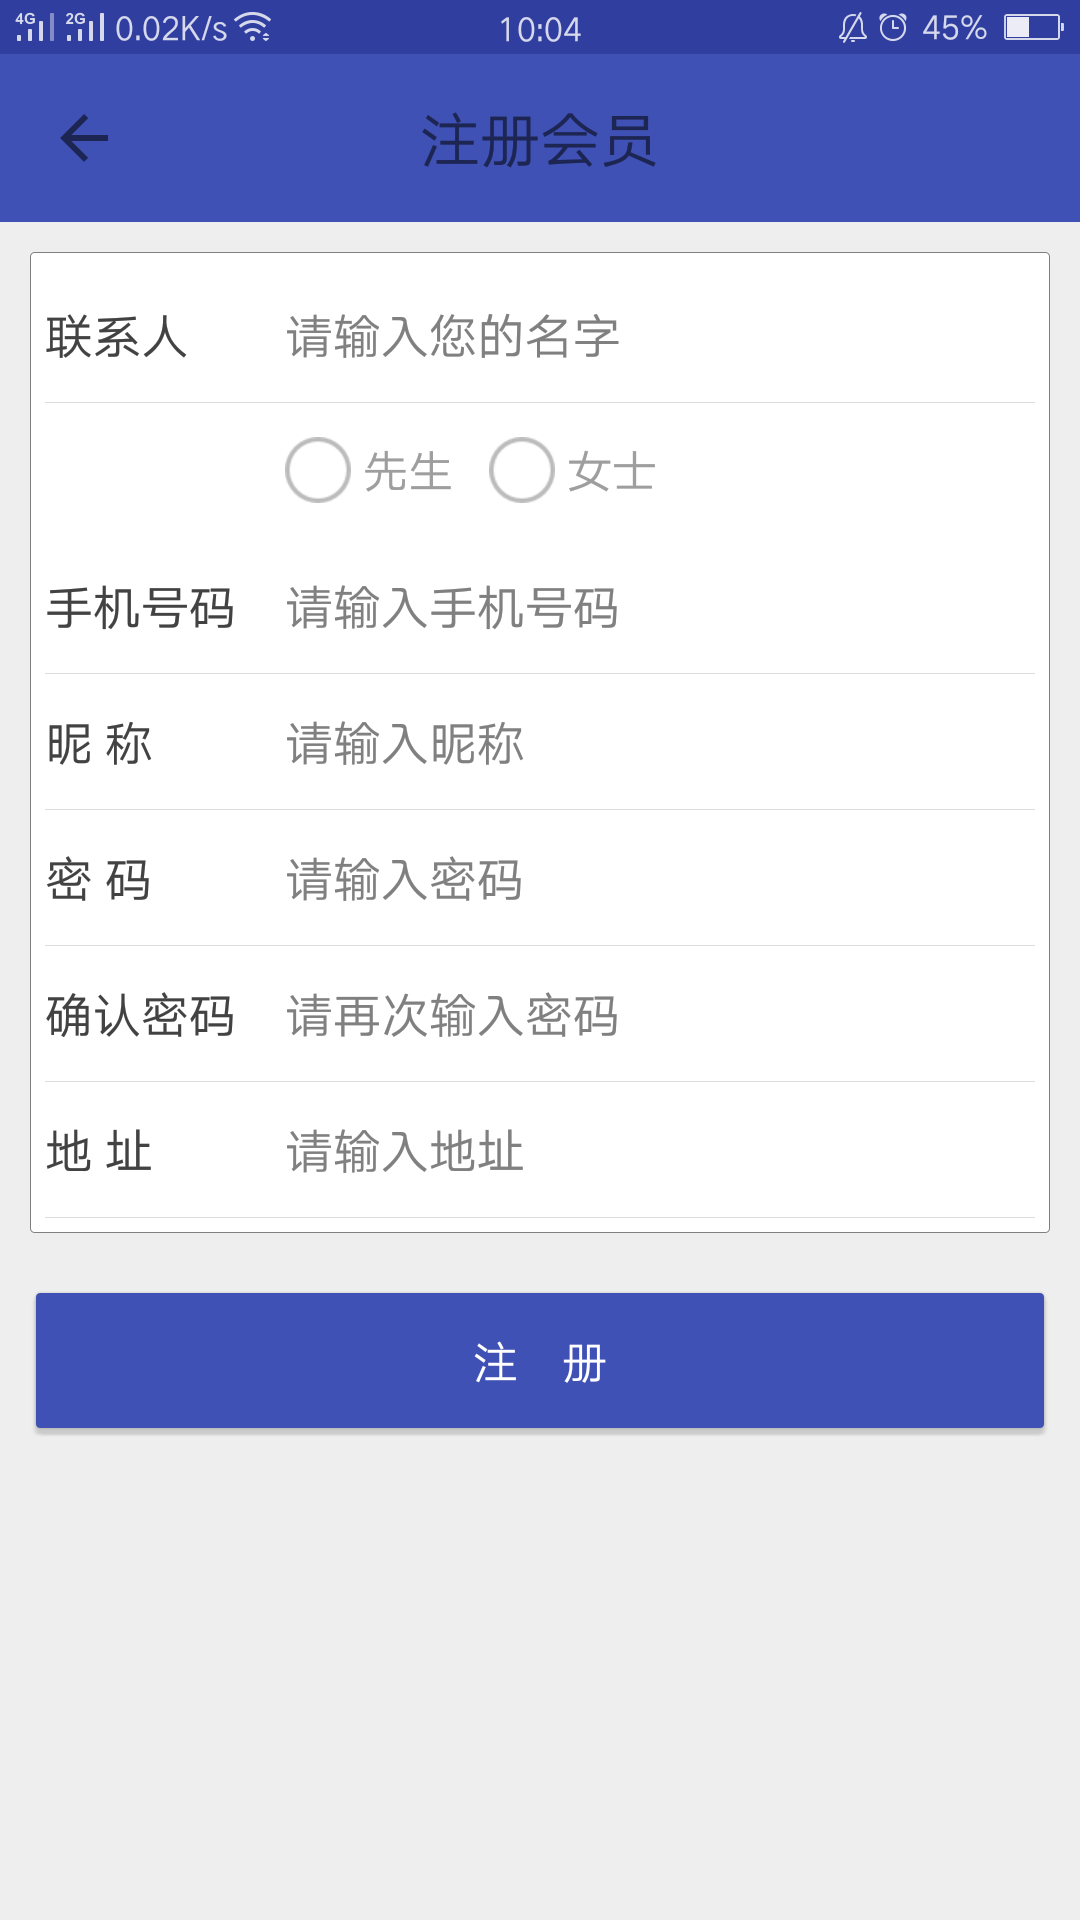 4G 2G 0.02K/s 10:04 45%
注册会员
联系人 请输入您的名字
先生 女士
手机号码 请输入手机号码
昵 称 请输入昵称
密 码 请输入密码
确认密码 请再次输入密码
地 址 请输入地址
注 册